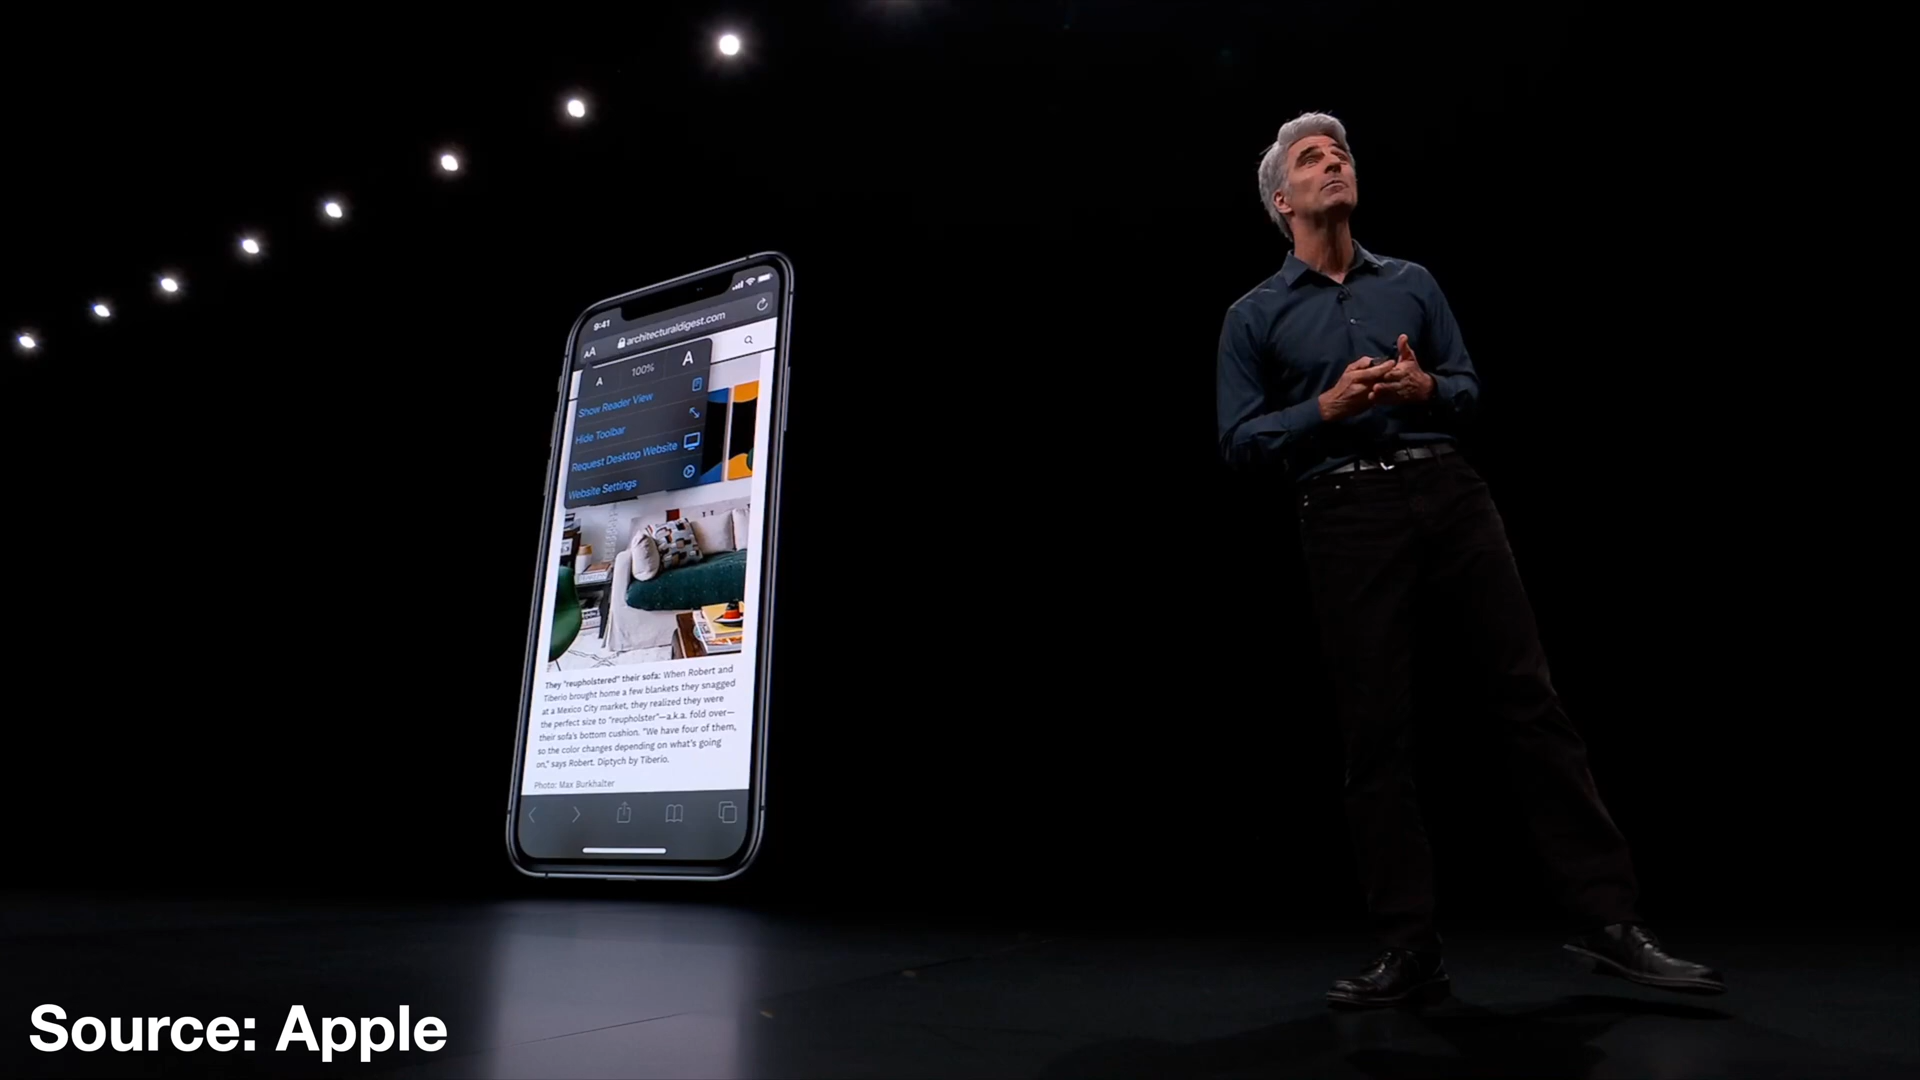 9:41
AA architecturaldigest.com
A 100% A
Show Reader View
Hide Toolbar
Request Desktop Website
Website Settings
They "reupholstered" their sofa: When Robert and
Tiberio brought home a few blankets they snagged
at a Mexico City market, they realized they were
the perfect size to "reupholster"—a.k.a. fold over—
their sofa's bottom cushion. "We have four of them,
so the color changes depending on what's going
on," says Robert. Diptych by Tiberio.
Photo: Max Burkhalter
Source: Apple